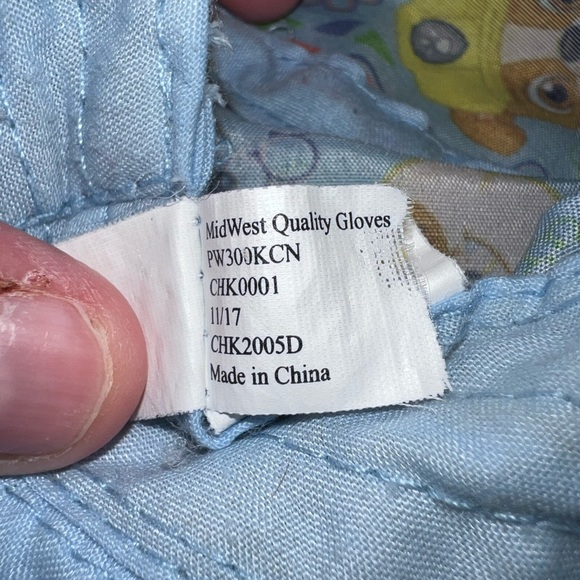 MidWest Quality Gloves
PW300KCN
CHK0001
11/17
CHK2005D
Made in China